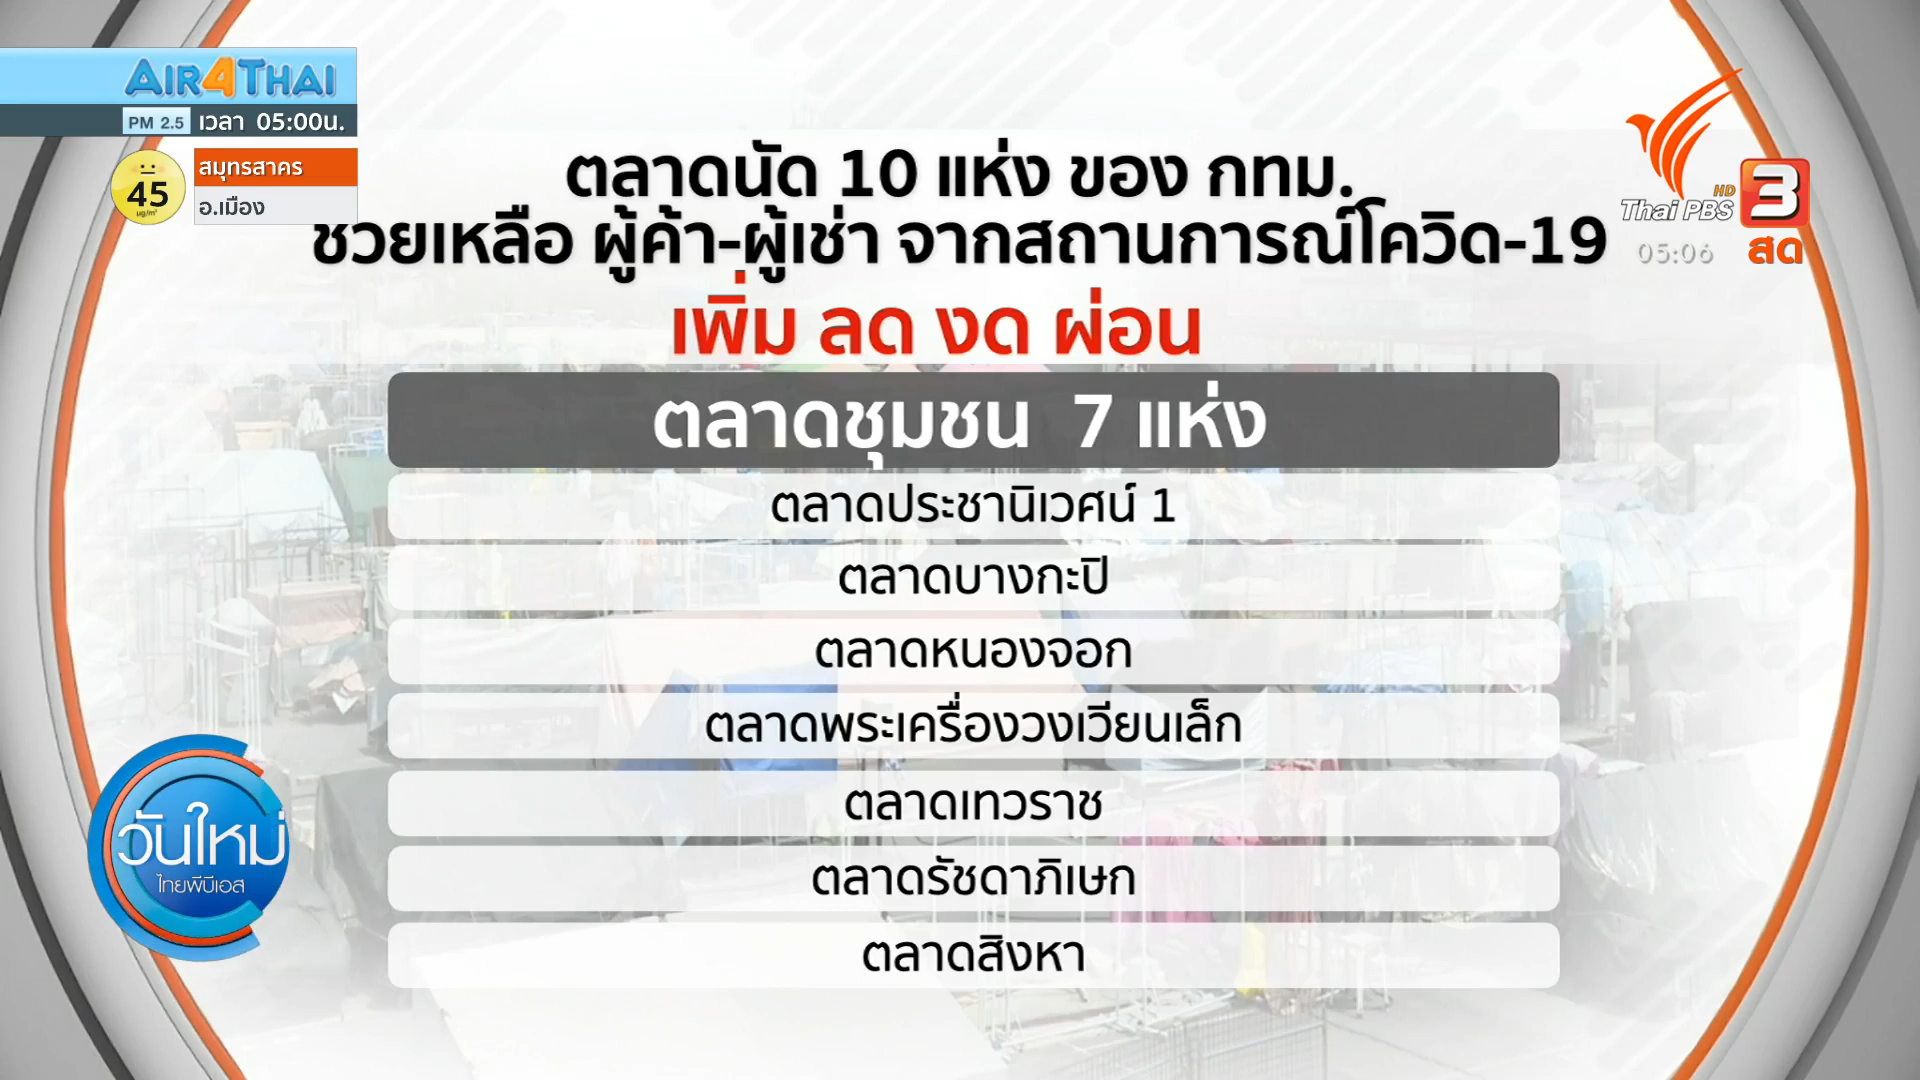 AIR4THAI
PM 2.5 เวลา 05:00น.
45
µg/m³
สมุทรสาคร
อ.เมือง
HD
Thai PBS
3
05:06
สด
ตลาดนัด 10 แห่ง ของ กทม.
ช่วยเหลือ ผู้ค้า-ผู้เช่า จากสถานการณ์โควิด-19
เพิ่ม ลด งด ผ่อน
ตลาดชุมชน 7 แห่ง
ตลาดประชานิเวศน์ 1
ตลาดบางกะปิ
ตลาดหนองจอก
ตลาดพระเครื่องวงเวียนเล็ก
ตลาดเทวราช
ตลาดรัชดาภิเษก
ตลาดสิงหา
วันใหม่
ไทยพีบีเอส